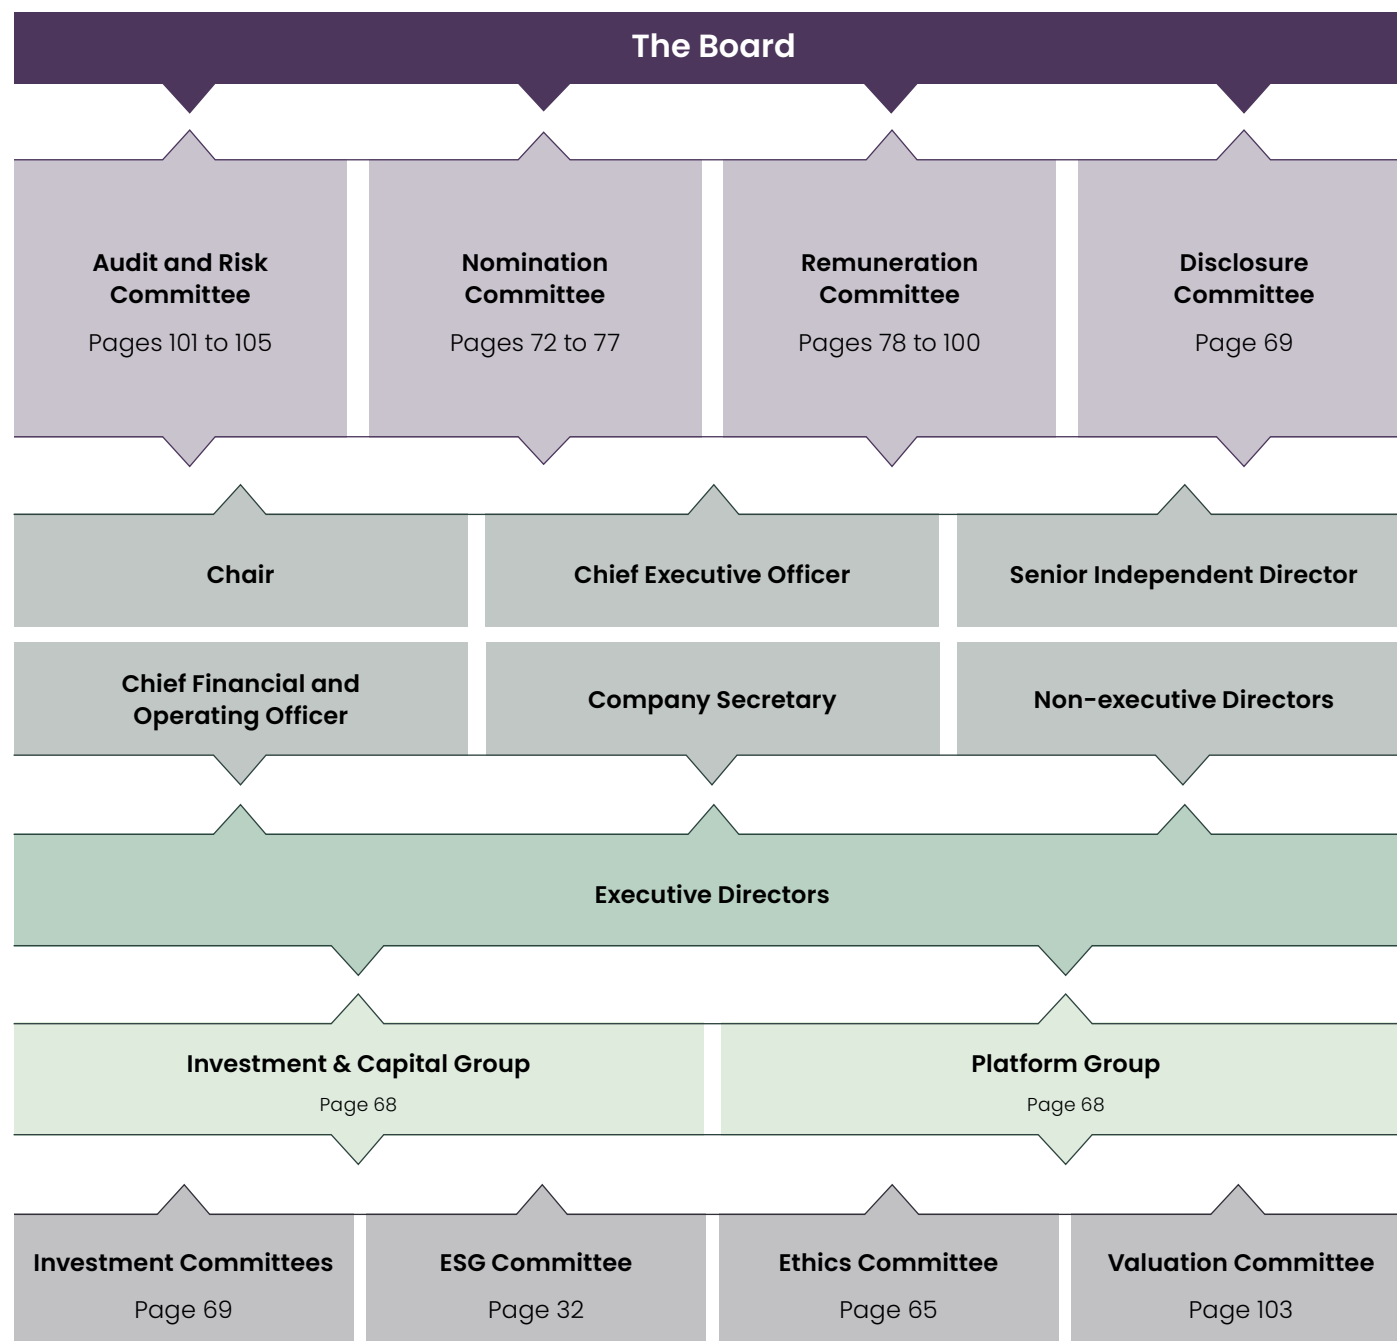 The Board
Audit and Risk
Committee
Pages 101 to 105
Nomination
Committee
Pages 72 to 77
Remuneration
Committee
Pages 78 to 100
Disclosure
Committee
Page 69
Chair
Chief Executive Officer
Senior Independent Director
Chief Financial and
Operating Officer
Company Secretary
Non-executive Directors
Executive Directors
Investment & Capital Group
Page 68
Platform Group
Page 68
Investment Committees
Page 69
ESG Committee
Page 32
Ethics Committee
Page 65
Valuation Committee
Page 103